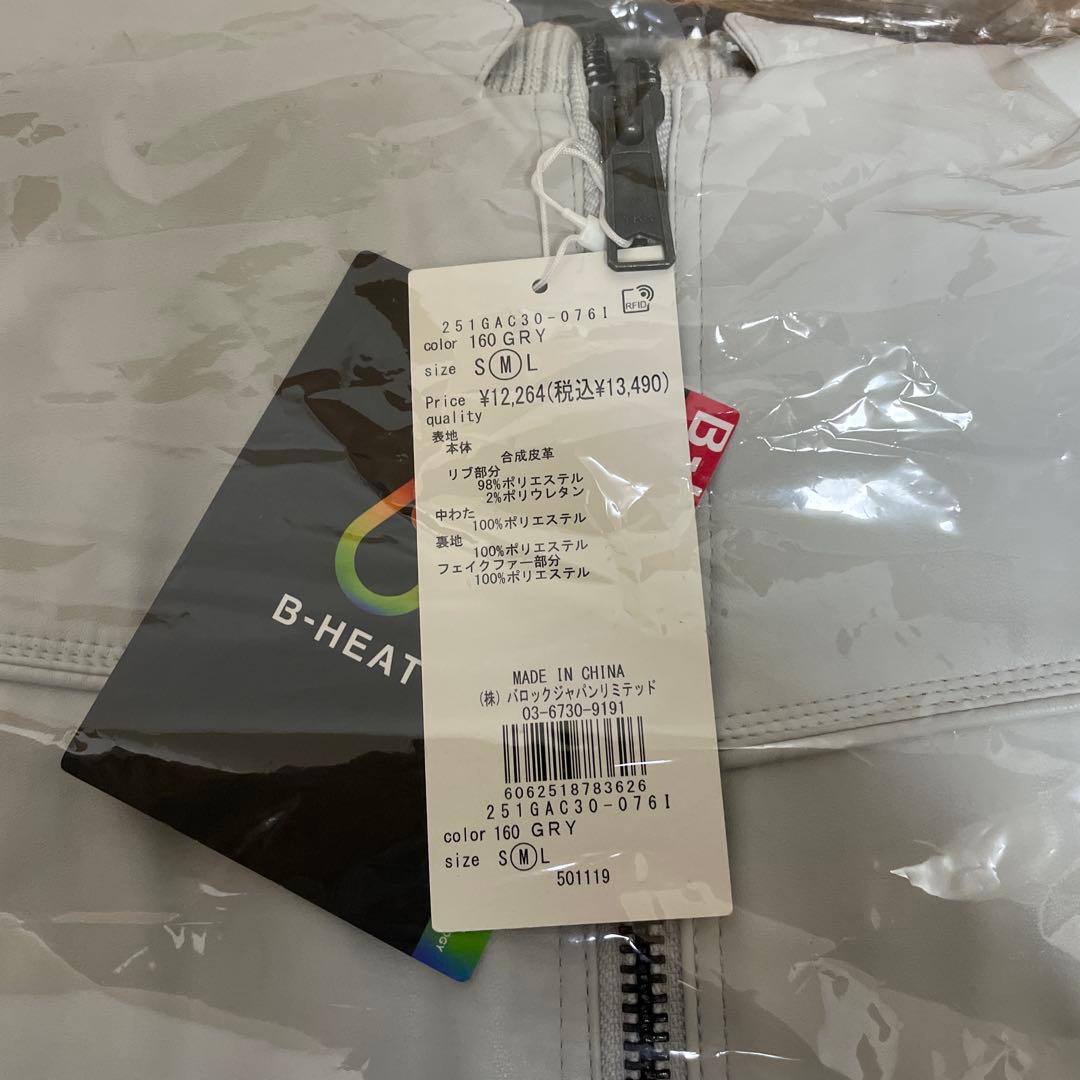 RFID
251GAC30-076I
color 160 GRY
size S M L
Price ¥12,264(税込¥13,490)
quality
表地
本体
合成皮革
リブ部分
98%ポリエステル
2%ポリウレタン
中わた
100%ポリエステル
裏地
100%ポリエステル
フェイクファー部分
100%ポリエステル
MADE IN CHINA
(株) バロックジャパンリミテッド
03-6730-9191
6062518783626
251GAC30-076I
color 160 GRY
size S M L
501119
B-HEAT